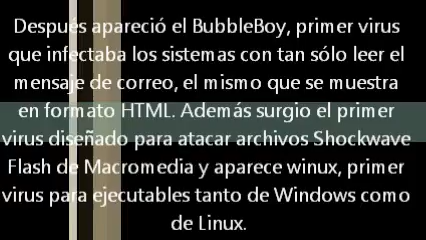 Después apareció el BubbleBoy, primer virus
que infectaba los sistemas con tan sólo leer el
mensaje de correo, el mismo que se muestra
en formato HTML. Además surgio el primer
virus diseñado para atacar archivos Shockwave
Flash de Macromedia y aparece winux, primer
virus para ejecutables tanto de Windows como
de Linux.